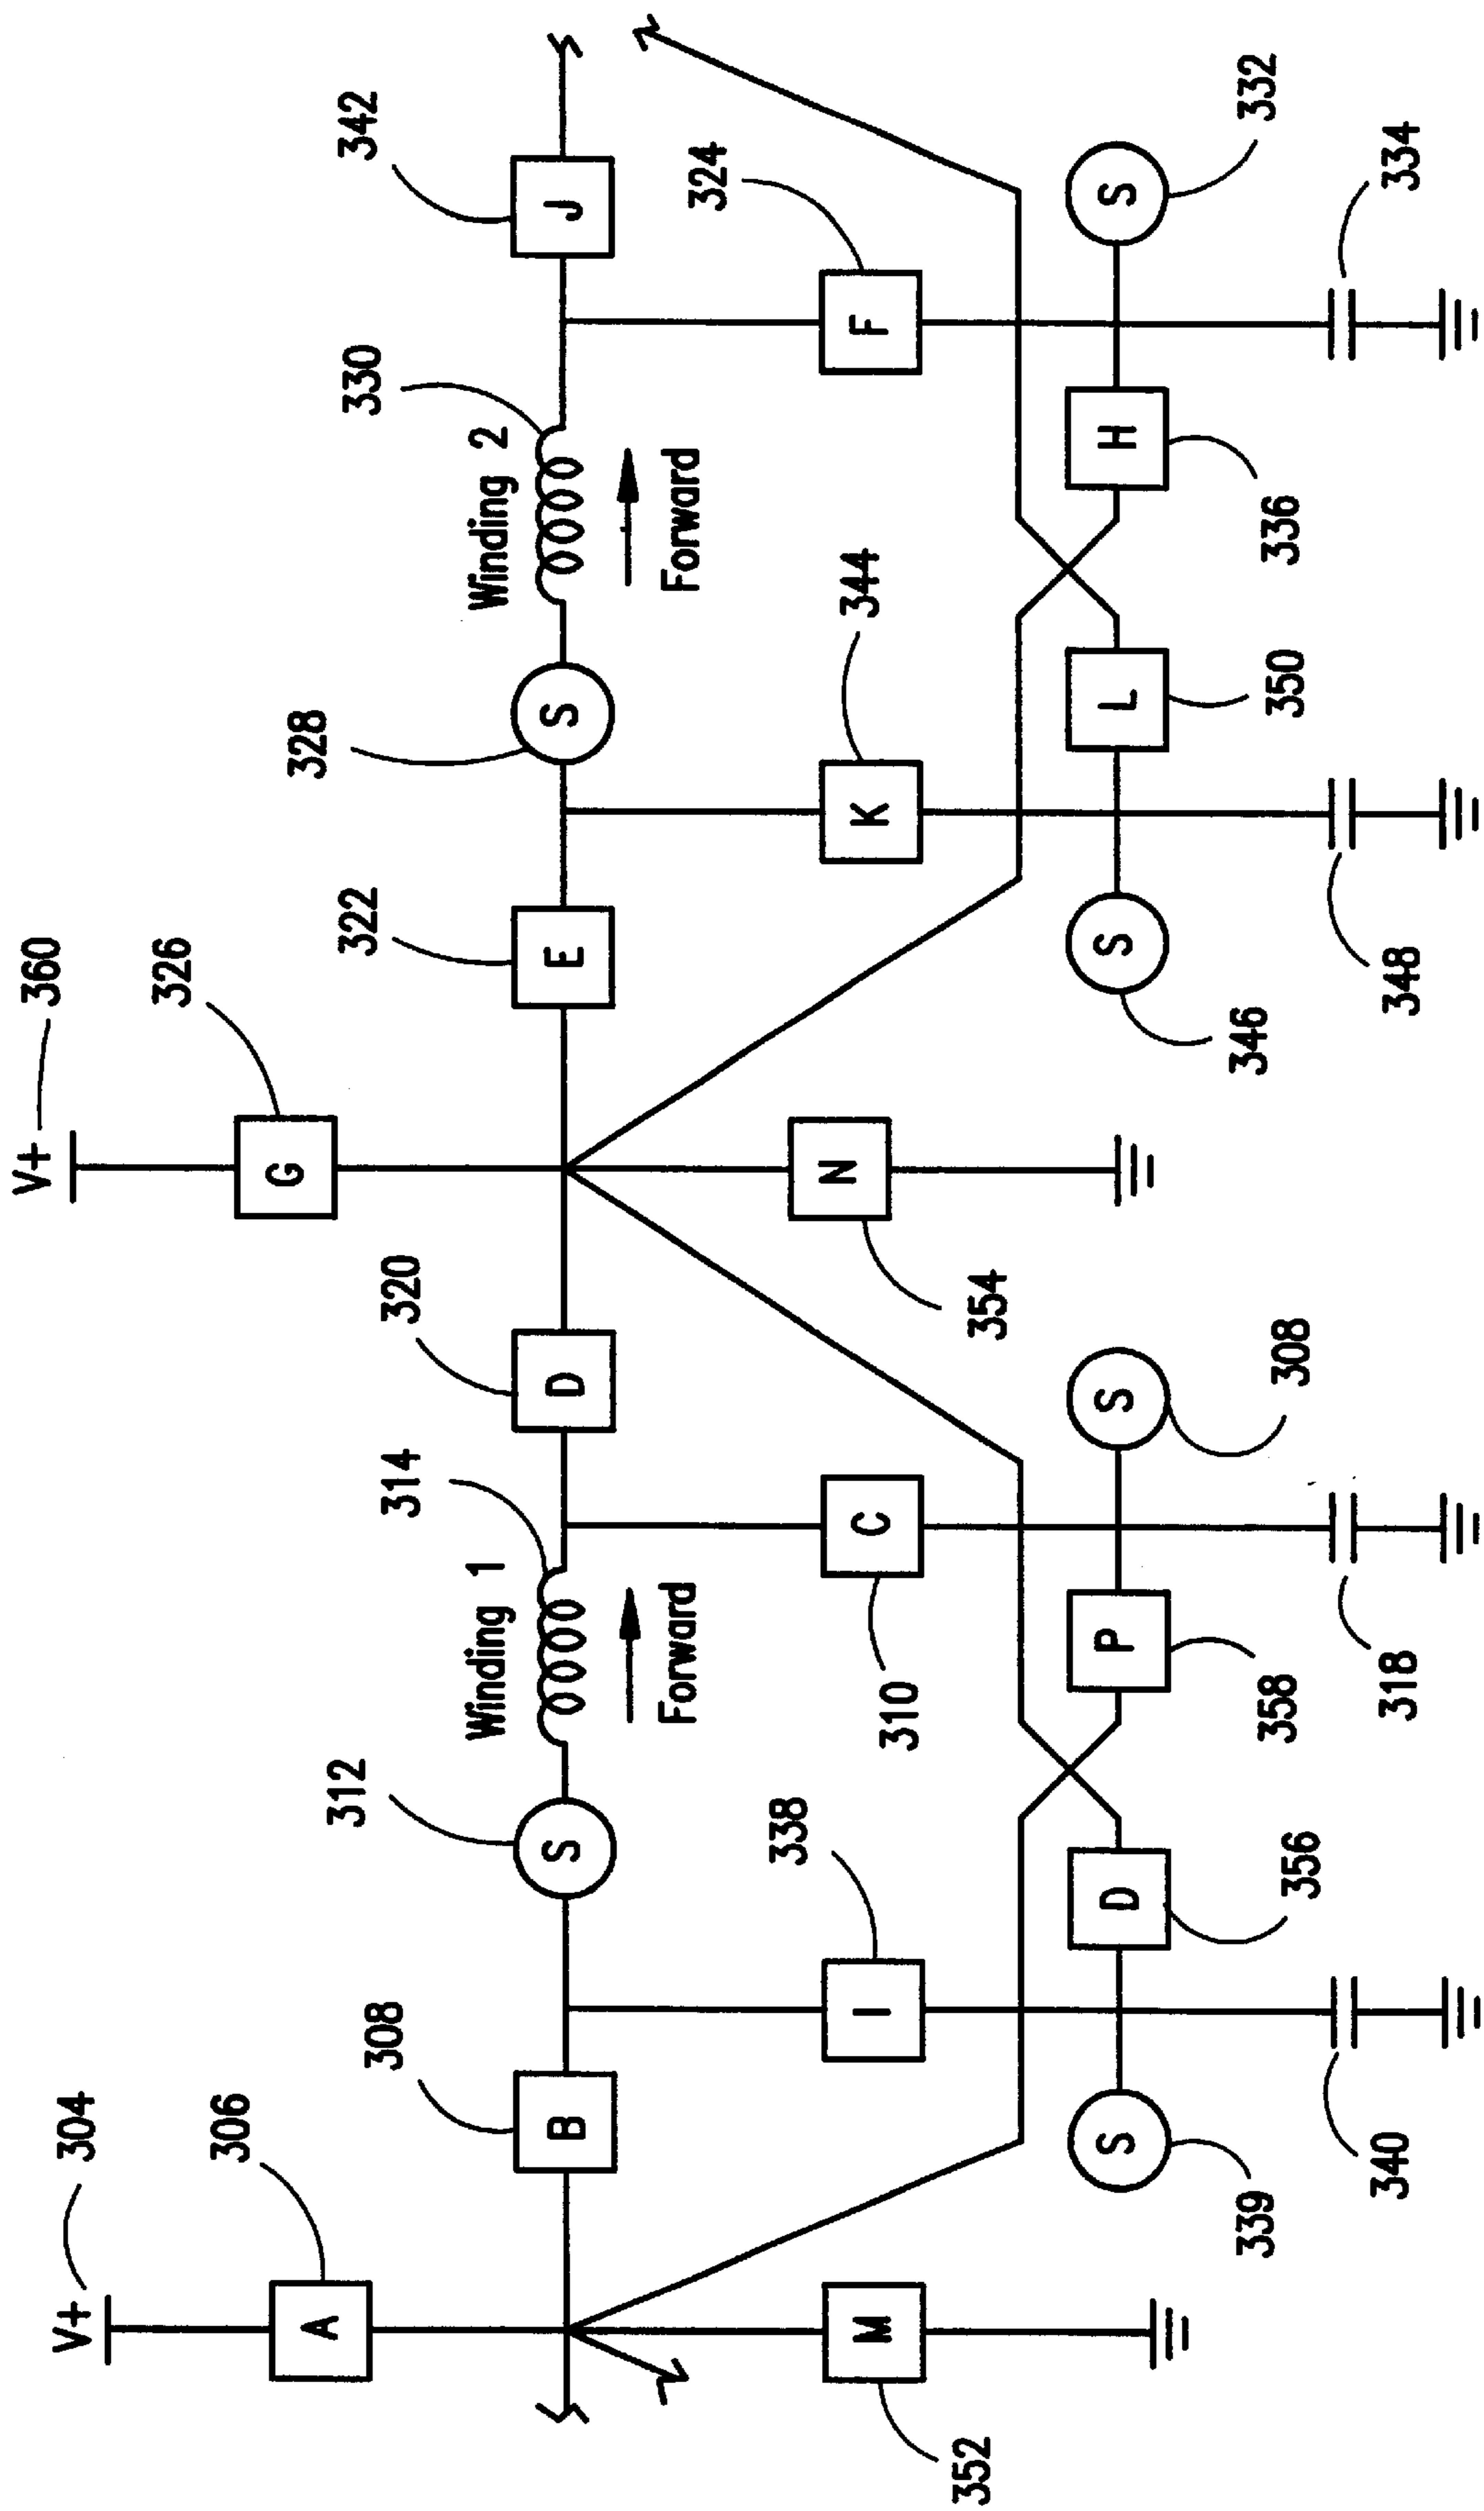 V+
304
A
306
B
308
S
312
Winding 1
314
Forward
I
338
C
310
M
352
S
339
340
D
356
P
358
S
308
318
D
320
V+
360
G
326
N
354
E
322
S
328
Winding 2
330
Forward
J
342
K
344
F
324
S
346
348
L
350
H
336
S
332
334